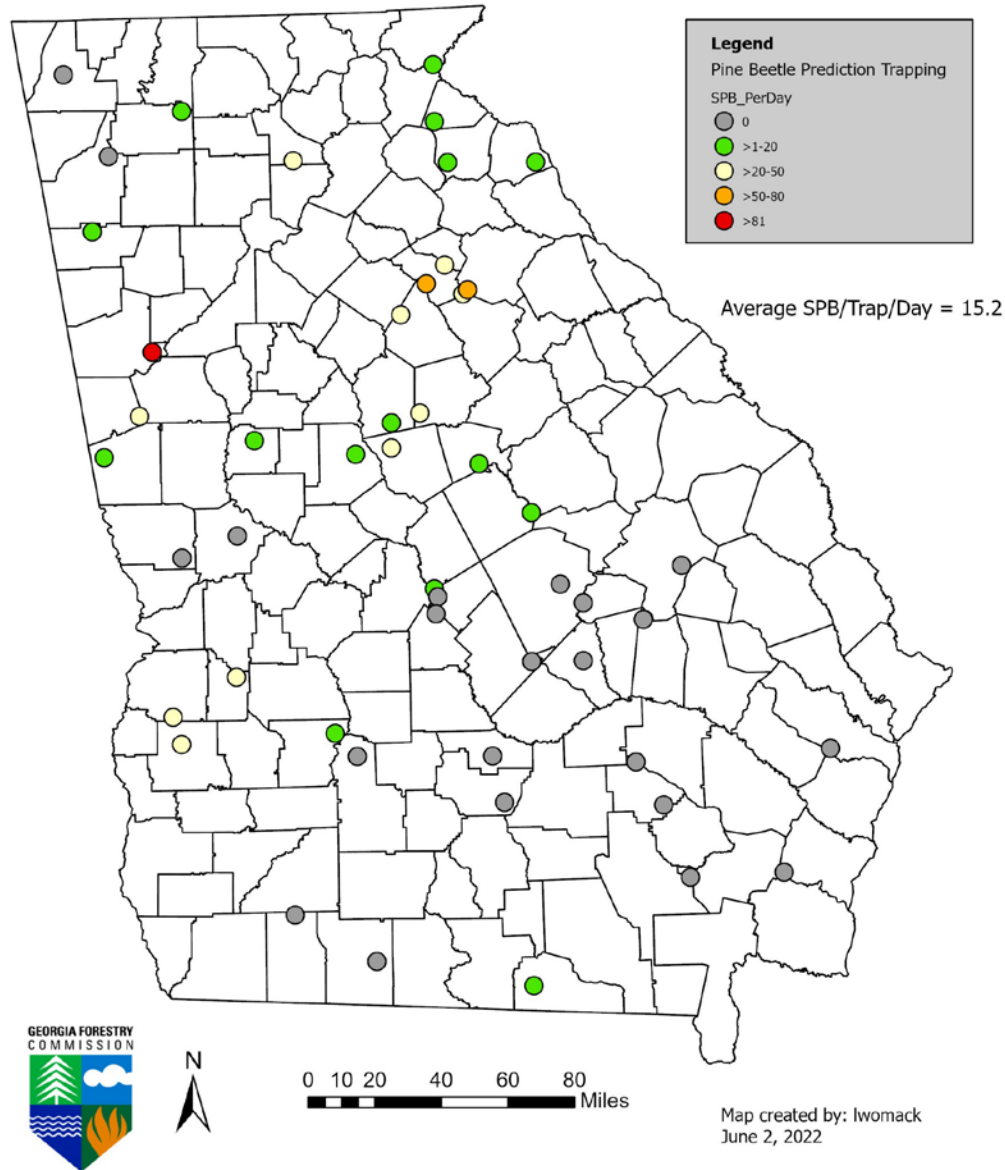 Legend
Pine Beetle Prediction Trapping
SPB_PerDay
0
>1-20
>20-50
>50-80
>81
Average SPB/Trap/Day = 15.2
GEORGIA FORESTRY
COMMISSION
N
0 10 20 40 60 80
Miles
Map created by: lwomack
June 2, 2022